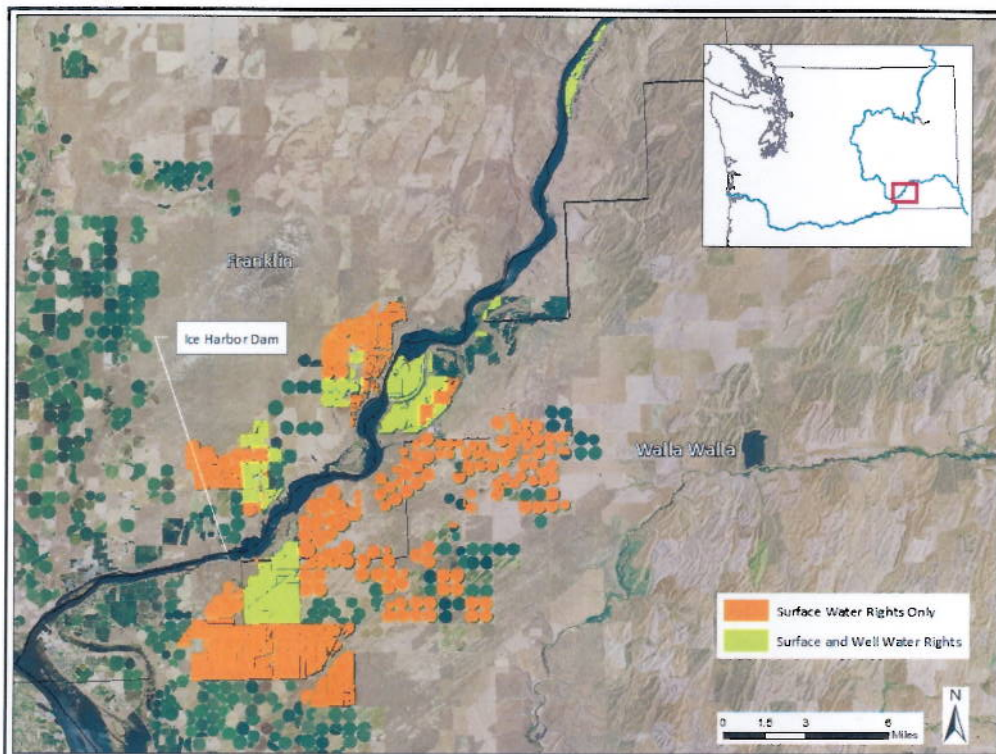 Franklin
Ice Harbor Dam
Walla Walla
Surface Water Rights Only
Surface and Well Water Rights
N
0 1.5 3 6
Miles